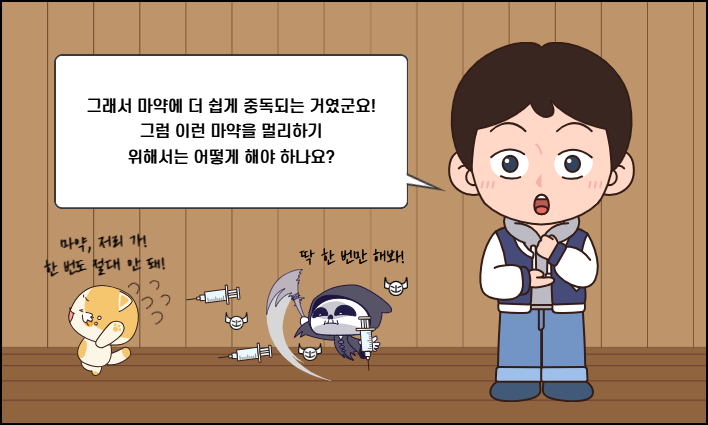 그래서 마약에 더 쉽게 중독되는 거였군요!
그럼 이런 마약을 멀리하기
위해서는 어떻게 해야 하나요?
마약, 저리 가!
한 번도 절대 안 돼!
딱 한 번만 해봐!